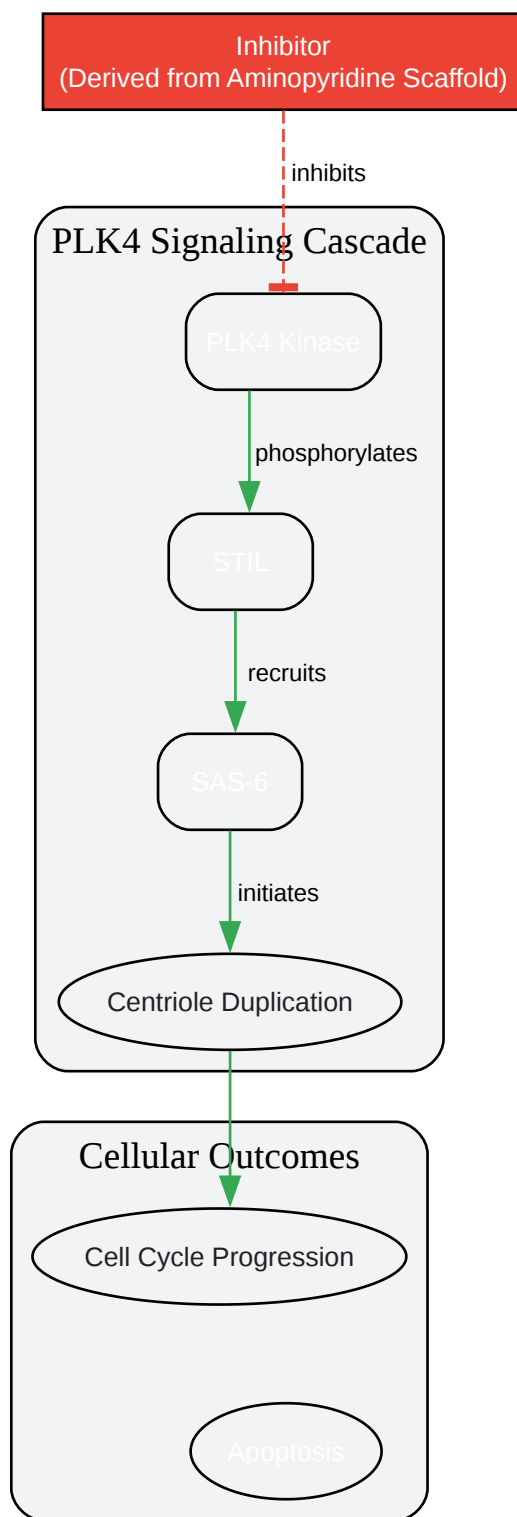 Inhibitor
(Derived from Aminopyridine Scaffold)
inhibits
PLK4 Signaling Cascade
PLK4 Kinase
phosphorylates
STIL
recruits
SAS-6
initiates
Centriole Duplication
Cellular Outcomes
Cell Cycle Progression
Apoptosis